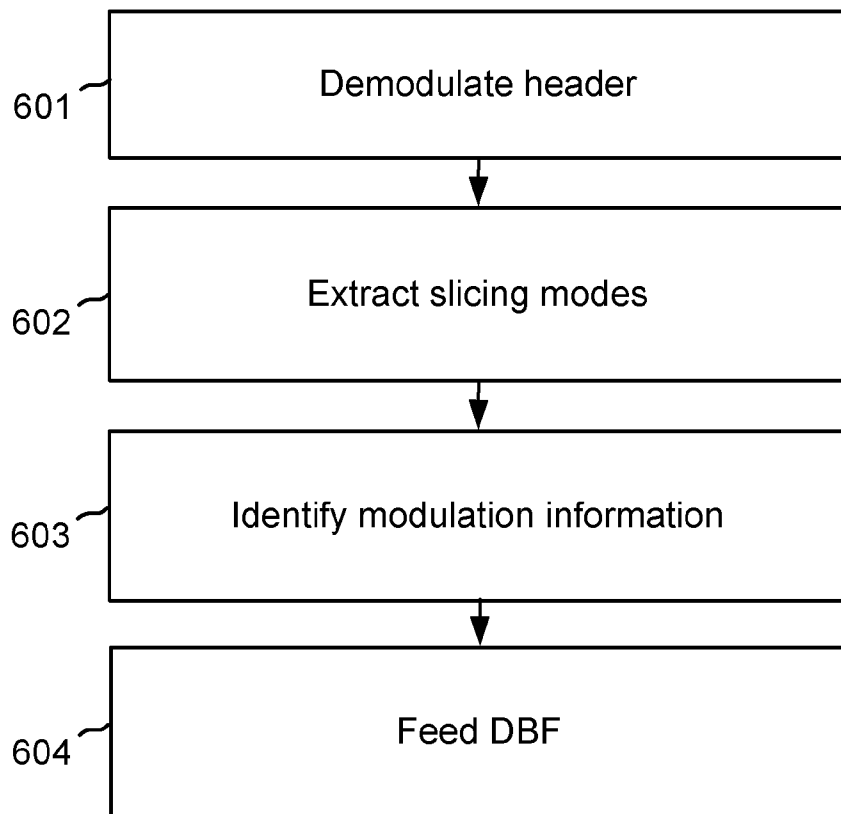 Demodulate header
601
Extract slicing modes
602
Identify modulation information
603
Feed DBF
604